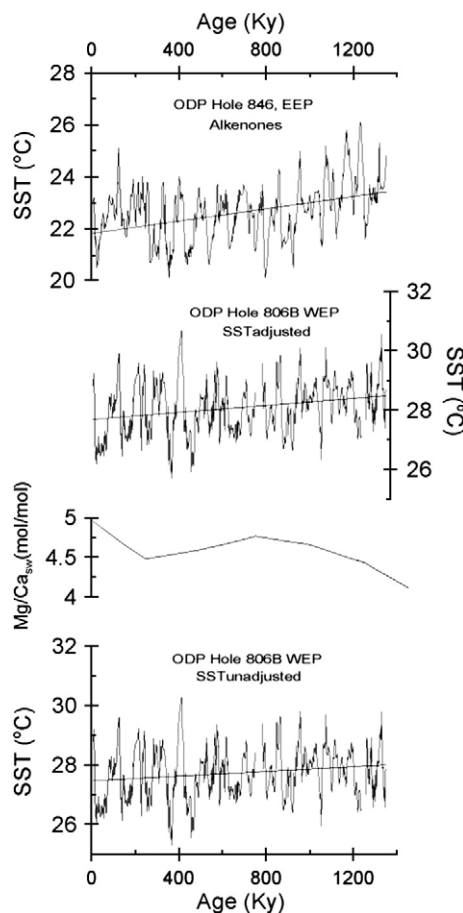 Age (Ky)
0 400 800 1200
28
26
24
22
20
SST (°C)
ODP Hole 846, EEP
Alkenones
32
30
28
26
SST (°C)
ODP Hole 806B WEP
SSTadjusted
5
4.5
4
Mg/Ca sw (mol/mol)
32
30
28
26
SST (°C)
ODP Hole 806B WEP
SSTunadjusted
0 400 800 1200
Age (Ky)